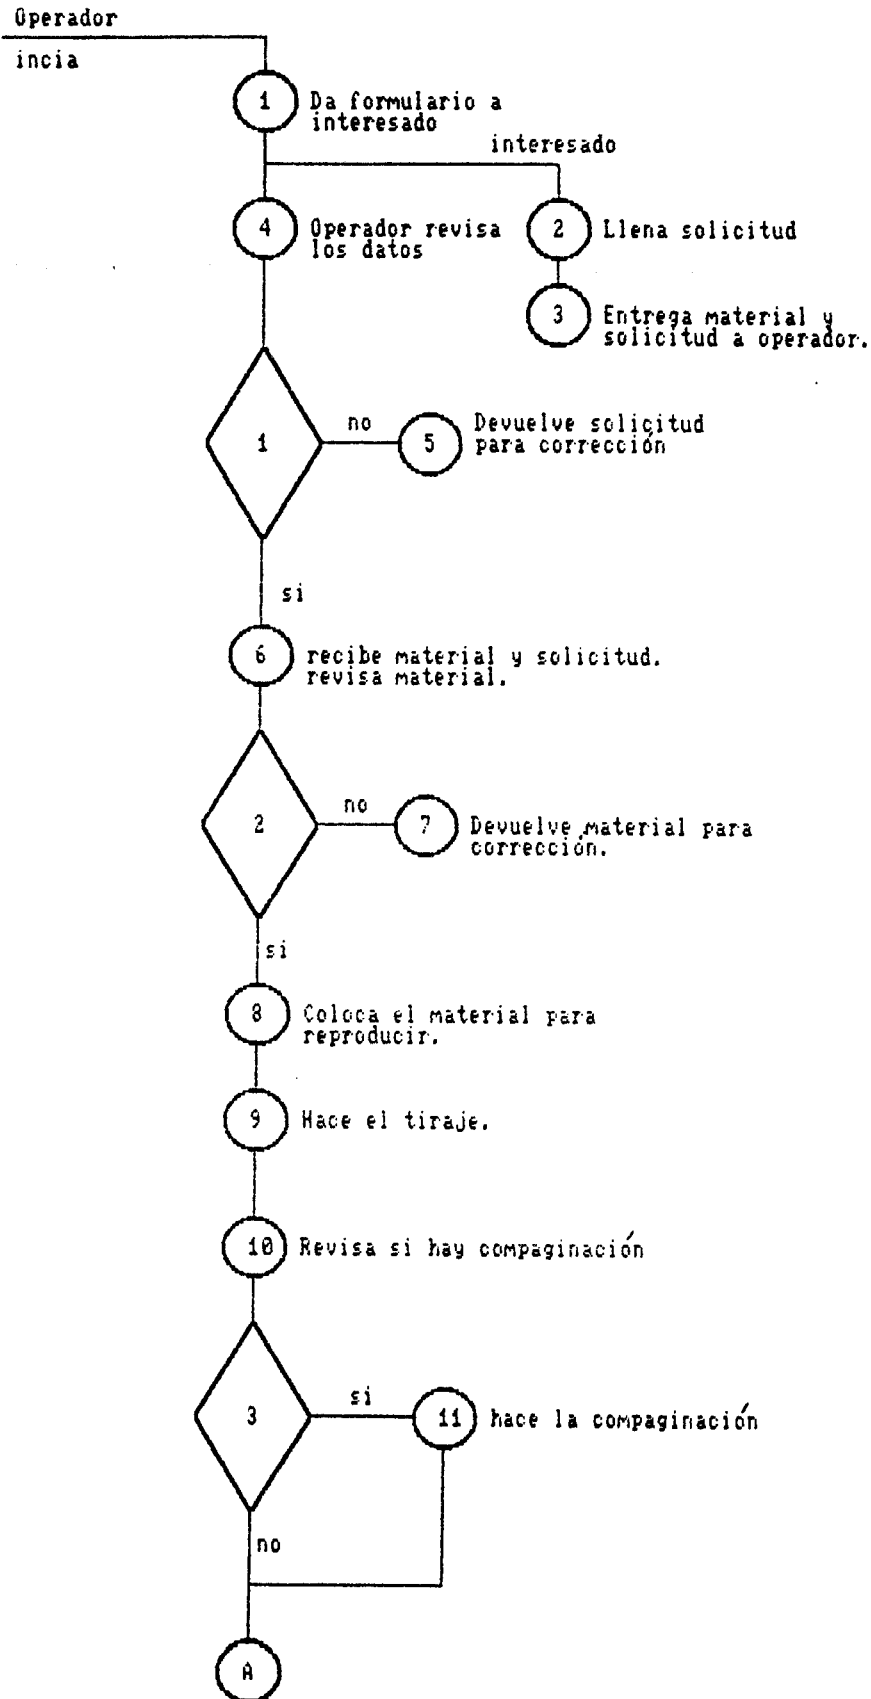 Operador
incia
1 Da formulario a
interesado
interesado
4 Operador revisa
los datos
2 Llena solicitud
3 Entrega material y
solicitud a operador.
1
no
5 Devuelve solicitud
para corrección
si
6 recibe material y solicitud.
revisa material.
2
no
7 Devuelve material para
corrección.
si
8 Coloca el material para
reproducir.
9 Hace el tiraje.
10 Revisa si hay compaginación
3
si
11 hace la compaginación
no
A